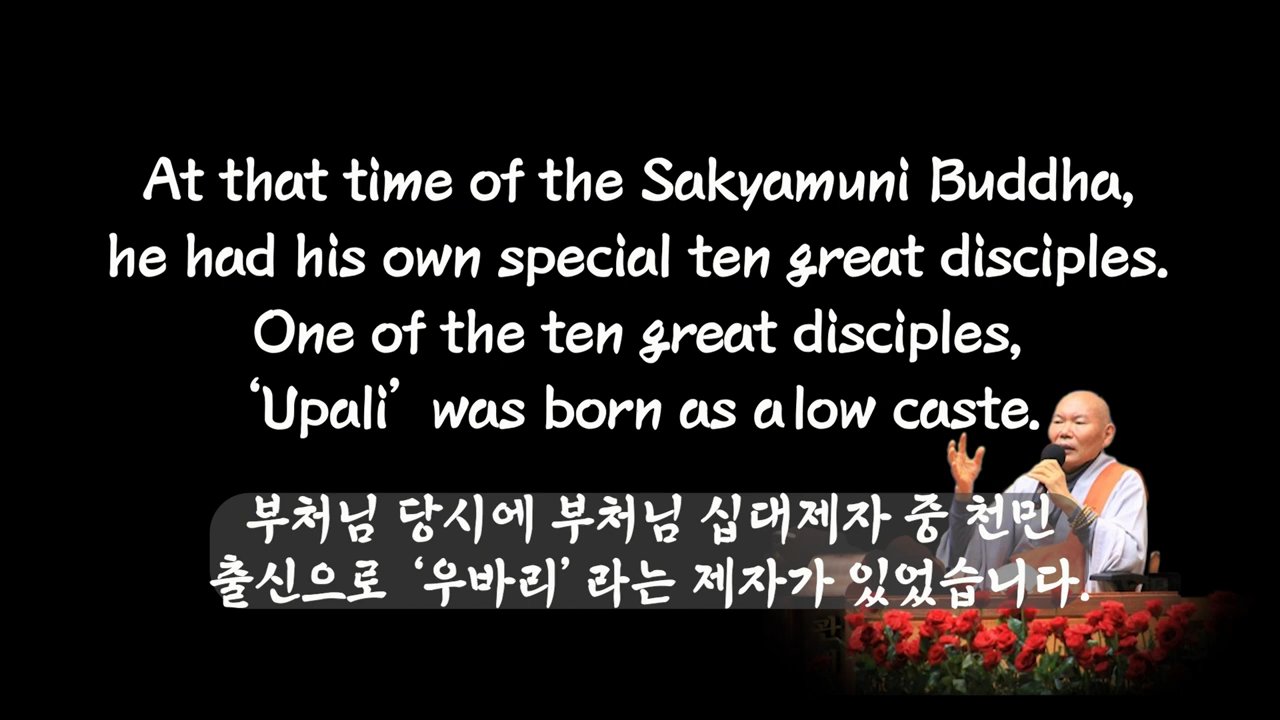 At that time of the Sakyamuni Buddha,
he had his own special ten great disciples.
One of the ten great disciples,
‘Upali’ was born as a low caste.
부처님 당시에 부처님 십대제자 중 천민
출신으로 ‘우바리’ 라는 제자가 있었습니다.